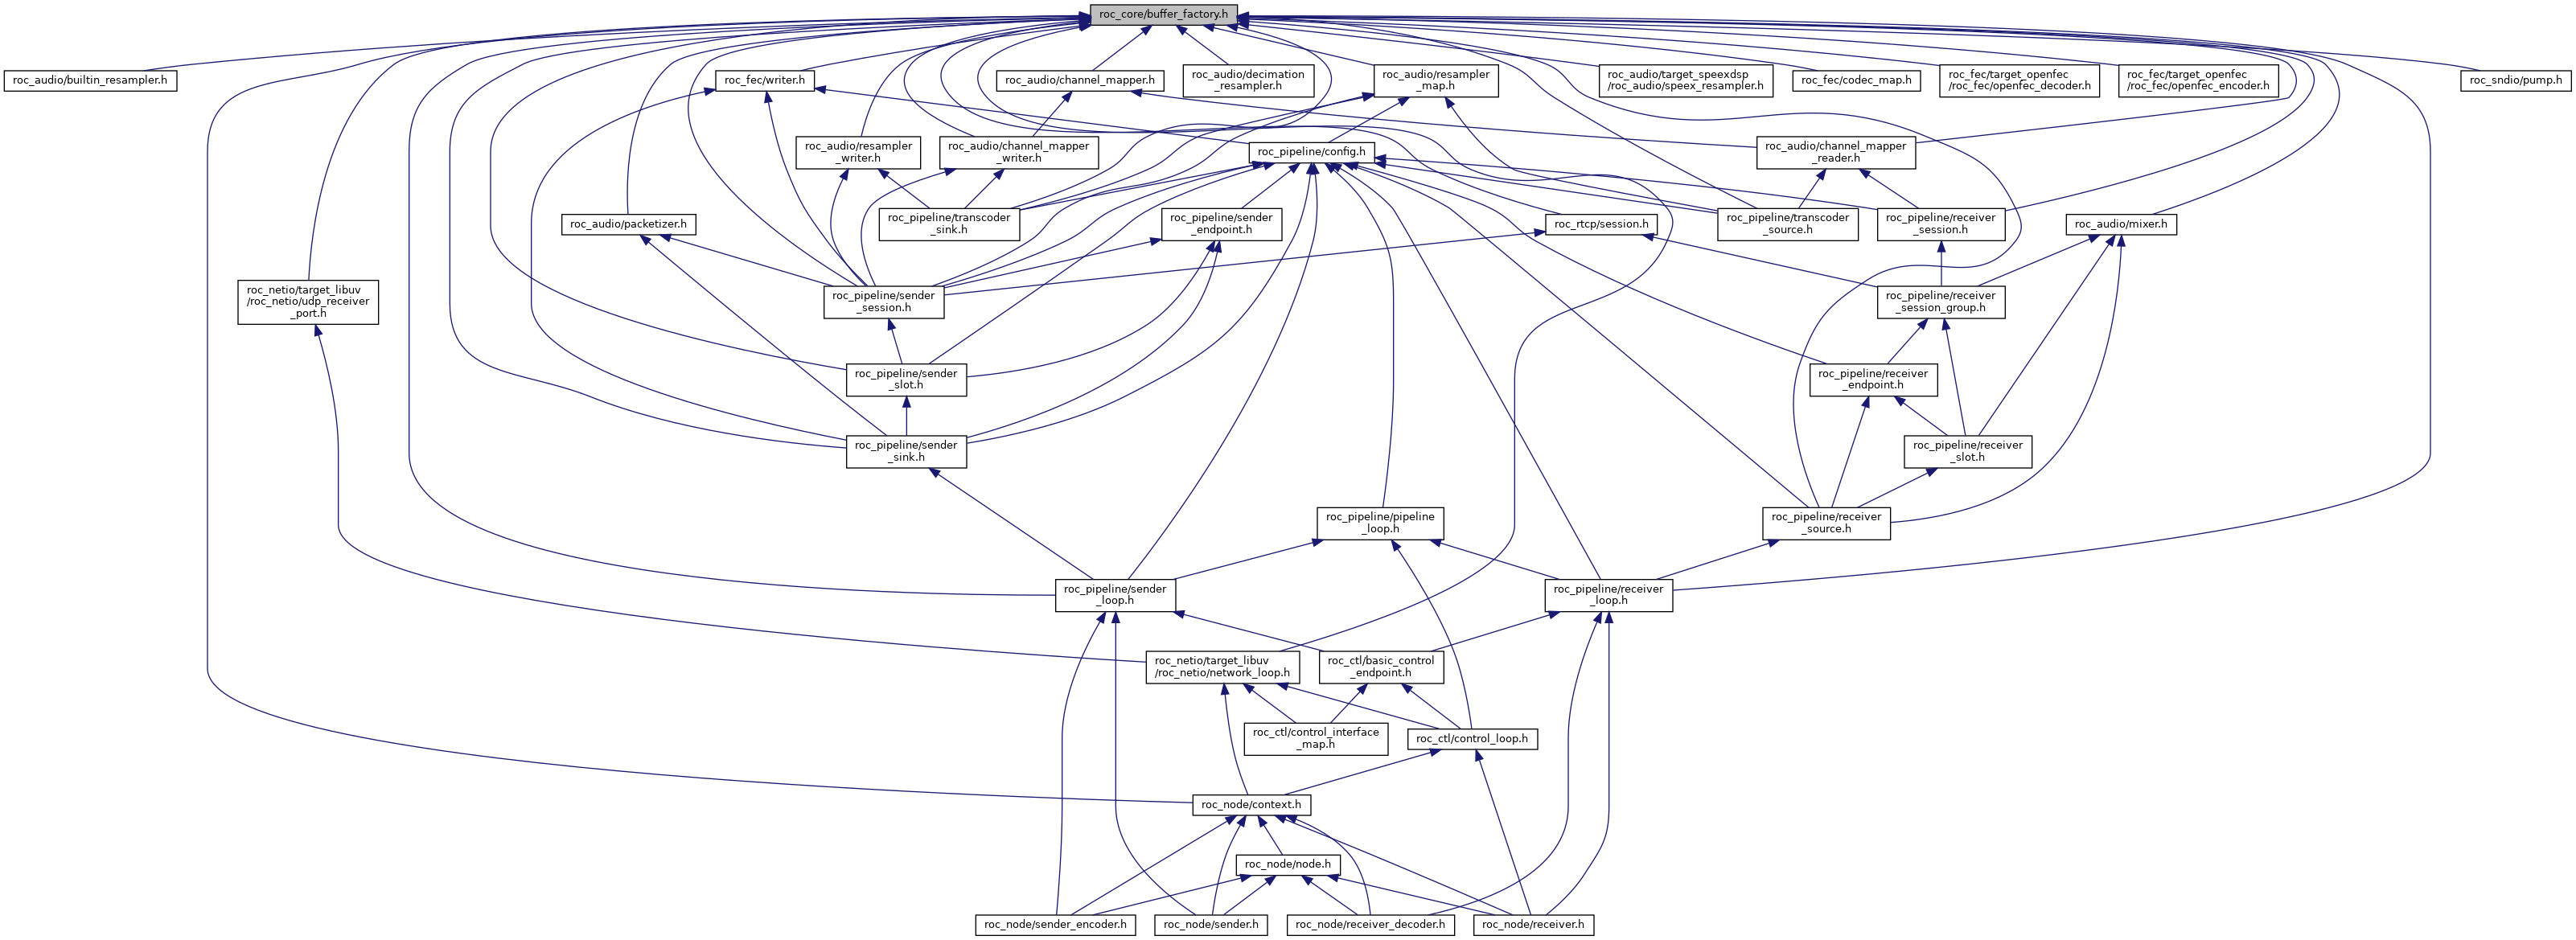 roc_core/buffer_factory.h
roc_audio/builtin_resampler.h
roc_fec/writer.h
roc_audio/channel_mapper.h
roc_audio/decimation
_resampler.h
roc_audio/resampler
_map.h
roc_audio/target_speexdsp
/roc_audio/speex_resampler.h
roc_fec/codec_map.h
roc_fec/target_openfec
/roc_fec/openfec_decoder.h
roc_fec/target_openfec
/roc_fec/openfec_encoder.h
roc_sndio/pump.h
roc_audio/resampler
_writer.h
roc_audio/channel_mapper
_writer.h
roc_pipeline/config.h
roc_audio/channel_mapper
_reader.h
roc_audio/packetizer.h
roc_pipeline/transcoder
_sink.h
roc_pipeline/sender
_endpoint.h
roc_rtcp/session.h
roc_pipeline/transcoder
_source.h
roc_pipeline/receiver
_session.h
roc_audio/mixer.h
roc_netio/target_libuv
/roc_netio/udp_receiver
_port.h
roc_pipeline/sender
_session.h
roc_pipeline/receiver
_session_group.h
roc_pipeline/sender
_slot.h
roc_pipeline/receiver
_endpoint.h
roc_pipeline/sender
_sink.h
roc_pipeline/receiver
_slot.h
roc_pipeline/pipeline
_loop.h
roc_pipeline/receiver
_source.h
roc_pipeline/sender
_loop.h
roc_pipeline/receiver
_loop.h
roc_netio/target_libuv
/roc_netio/network_loop.h
roc_ctl/basic_control
_endpoint.h
roc_ctl/control_interface
_map.h
roc_ctl/control_loop.h
roc_node/context.h
roc_node/node.h
roc_node/sender_encoder.h
roc_node/sender.h
roc_node/receiver_decoder.h
roc_node/receiver.h